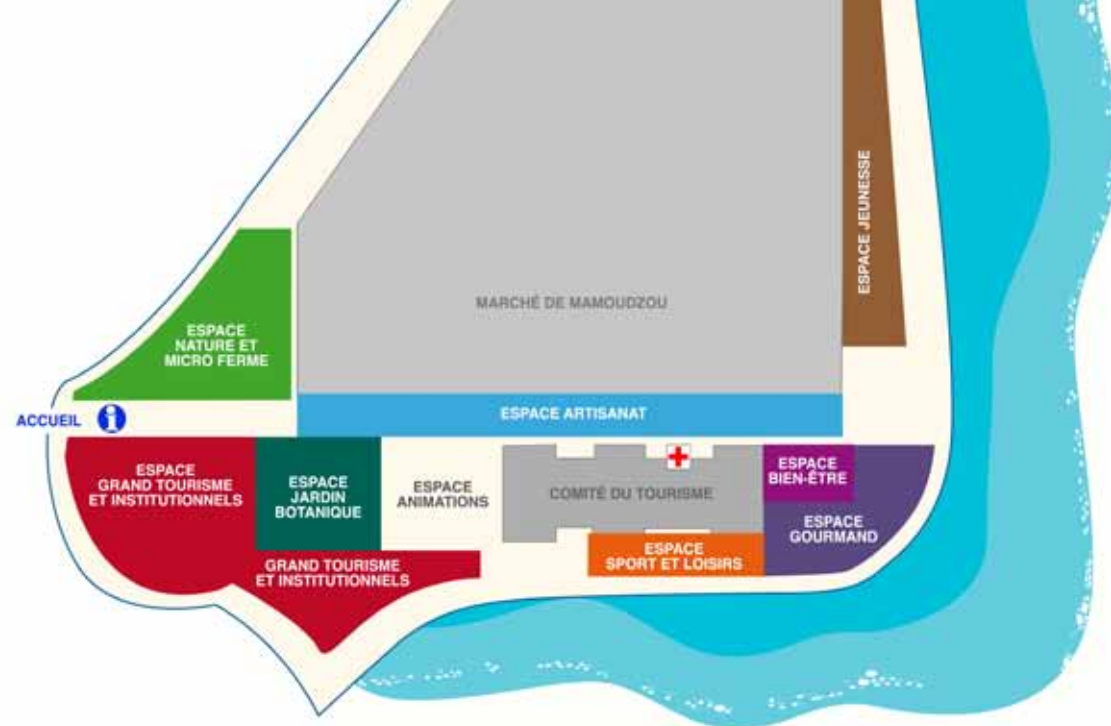 ESPACE JEUNESSE
MARCHÉ DE MAMOUDZOU
ESPACE
NATURE ET
MICRO FERME
ACCUEIL i
ESPACE ARTISANAT
ESPACE
GRAND TOURISME
ET INSTITUTIONNELS
ESPACE
JARDIN
BOTANIQUE
ESPACE
ANIMATIONS
COMITÉ DU TOURISME
ESPACE
BIEN-ÊTRE
ESPACE
GOURMAND
ESPACE
SPORT ET LOISIRS
GRAND TOURISME
ET INSTITUTIONNELS